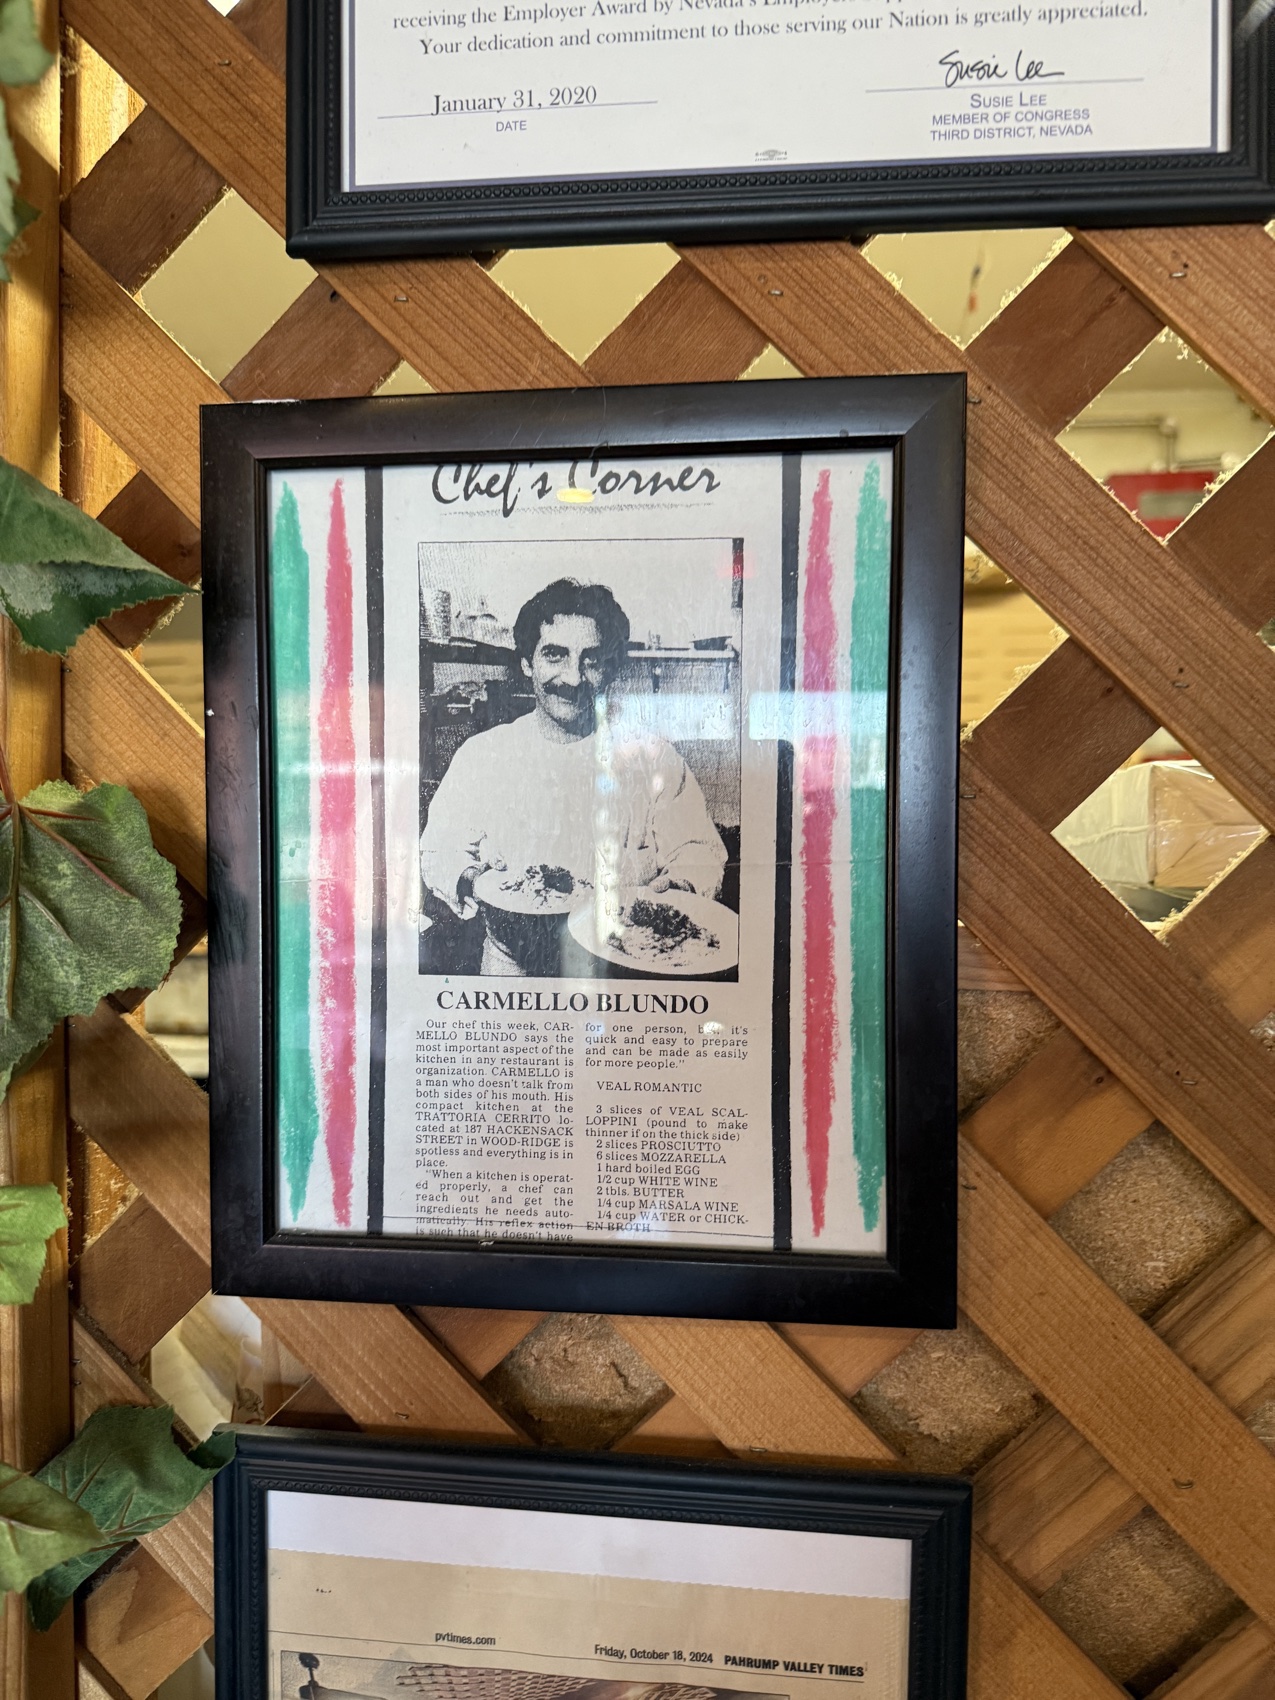 receiving the Employer Award by Nevada's
Your dedication and commitment to those serving our Nation is greatly appreciated.
Susie Lee
January 31, 2020
DATE
SUSIE LEE
MEMBER OF CONGRESS
THIRD DISTRICT, NEVADA
Chef's Corner
CARMELLO BLUNDO
Our chef this week, CAR-
MELLO BLUNDO says the
most important aspect of the
kitchen in any restaurant is
organization. CARMELLO is
a man who doesn't talk from
both sides of his mouth. His
compact kitchen at the
TRATTORIA CERRITO lo-
cated at 187 HACKENSACK
STREET in WOOD-RIDGE is
spotless and everything is in
place.
"When a kitchen is operat-
ed properly, a chef can
reach out and get the
ingredients he needs auto-
matically. His reflex action
is such that he doesn't have
for one person, but it's
quick and easy to prepare
and can be made as easily
for more people."
VEAL ROMANTIC
3 slices of VEAL SCAL-
LOPPINI (pound to make
thinner if on the thick side)
2 slices PROSCIUTTO
6 slices MOZZARELLA
1 hard boiled EGG
1/2 cup WHITE WINE
2 tbls. BUTTER
1/4 cup MARSALA WINE
1/4 cup WATER or CHICK-
EN BROTH
pvtimes.com
Friday, October 18, 2024 PAHRUMP VALLEY TIMES